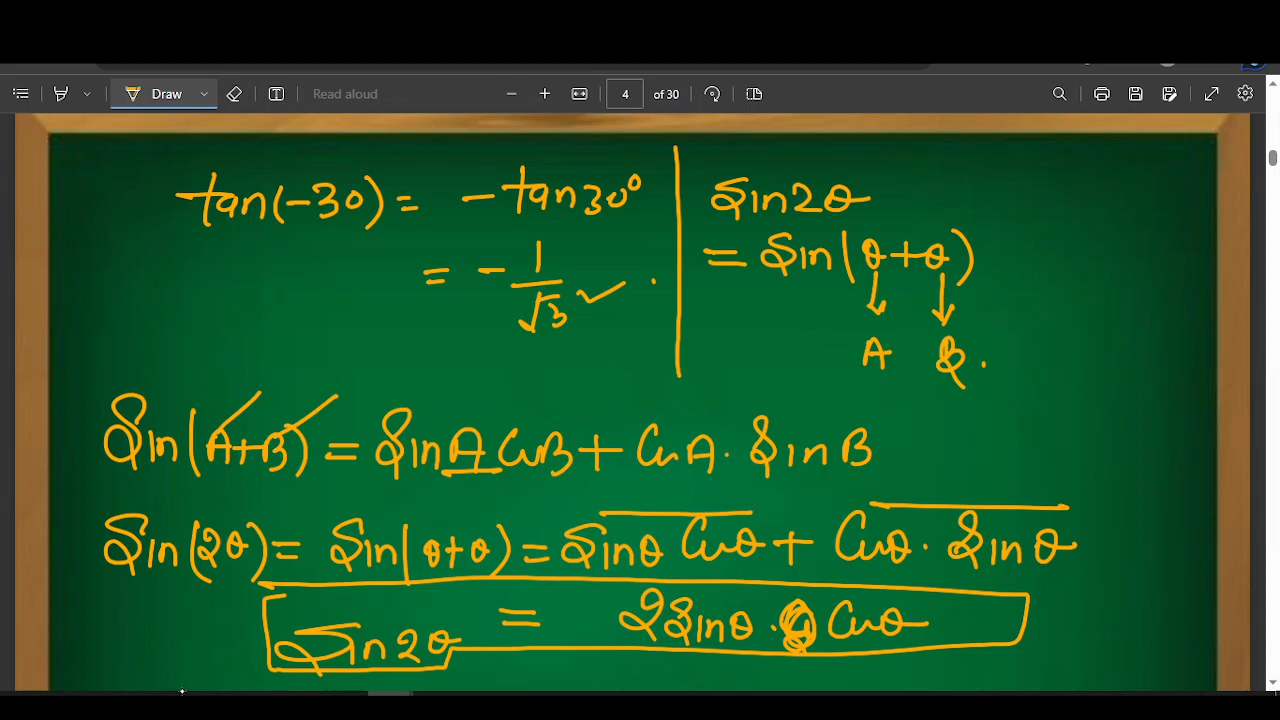 Draw
Read aloud
4 of 30
tan(-30) = -tan30°
= -1/√3 ✓ .
Sin2θ
= Sin(θ+θ)
A B .
Sin(A+B) = SinA CosB + CosA. SinB
Sin(2θ) = Sin(θ+θ) = Sinθ Cosθ + Cosθ. Sinθ
Sin2θ = 2Sinθ. Cosθ